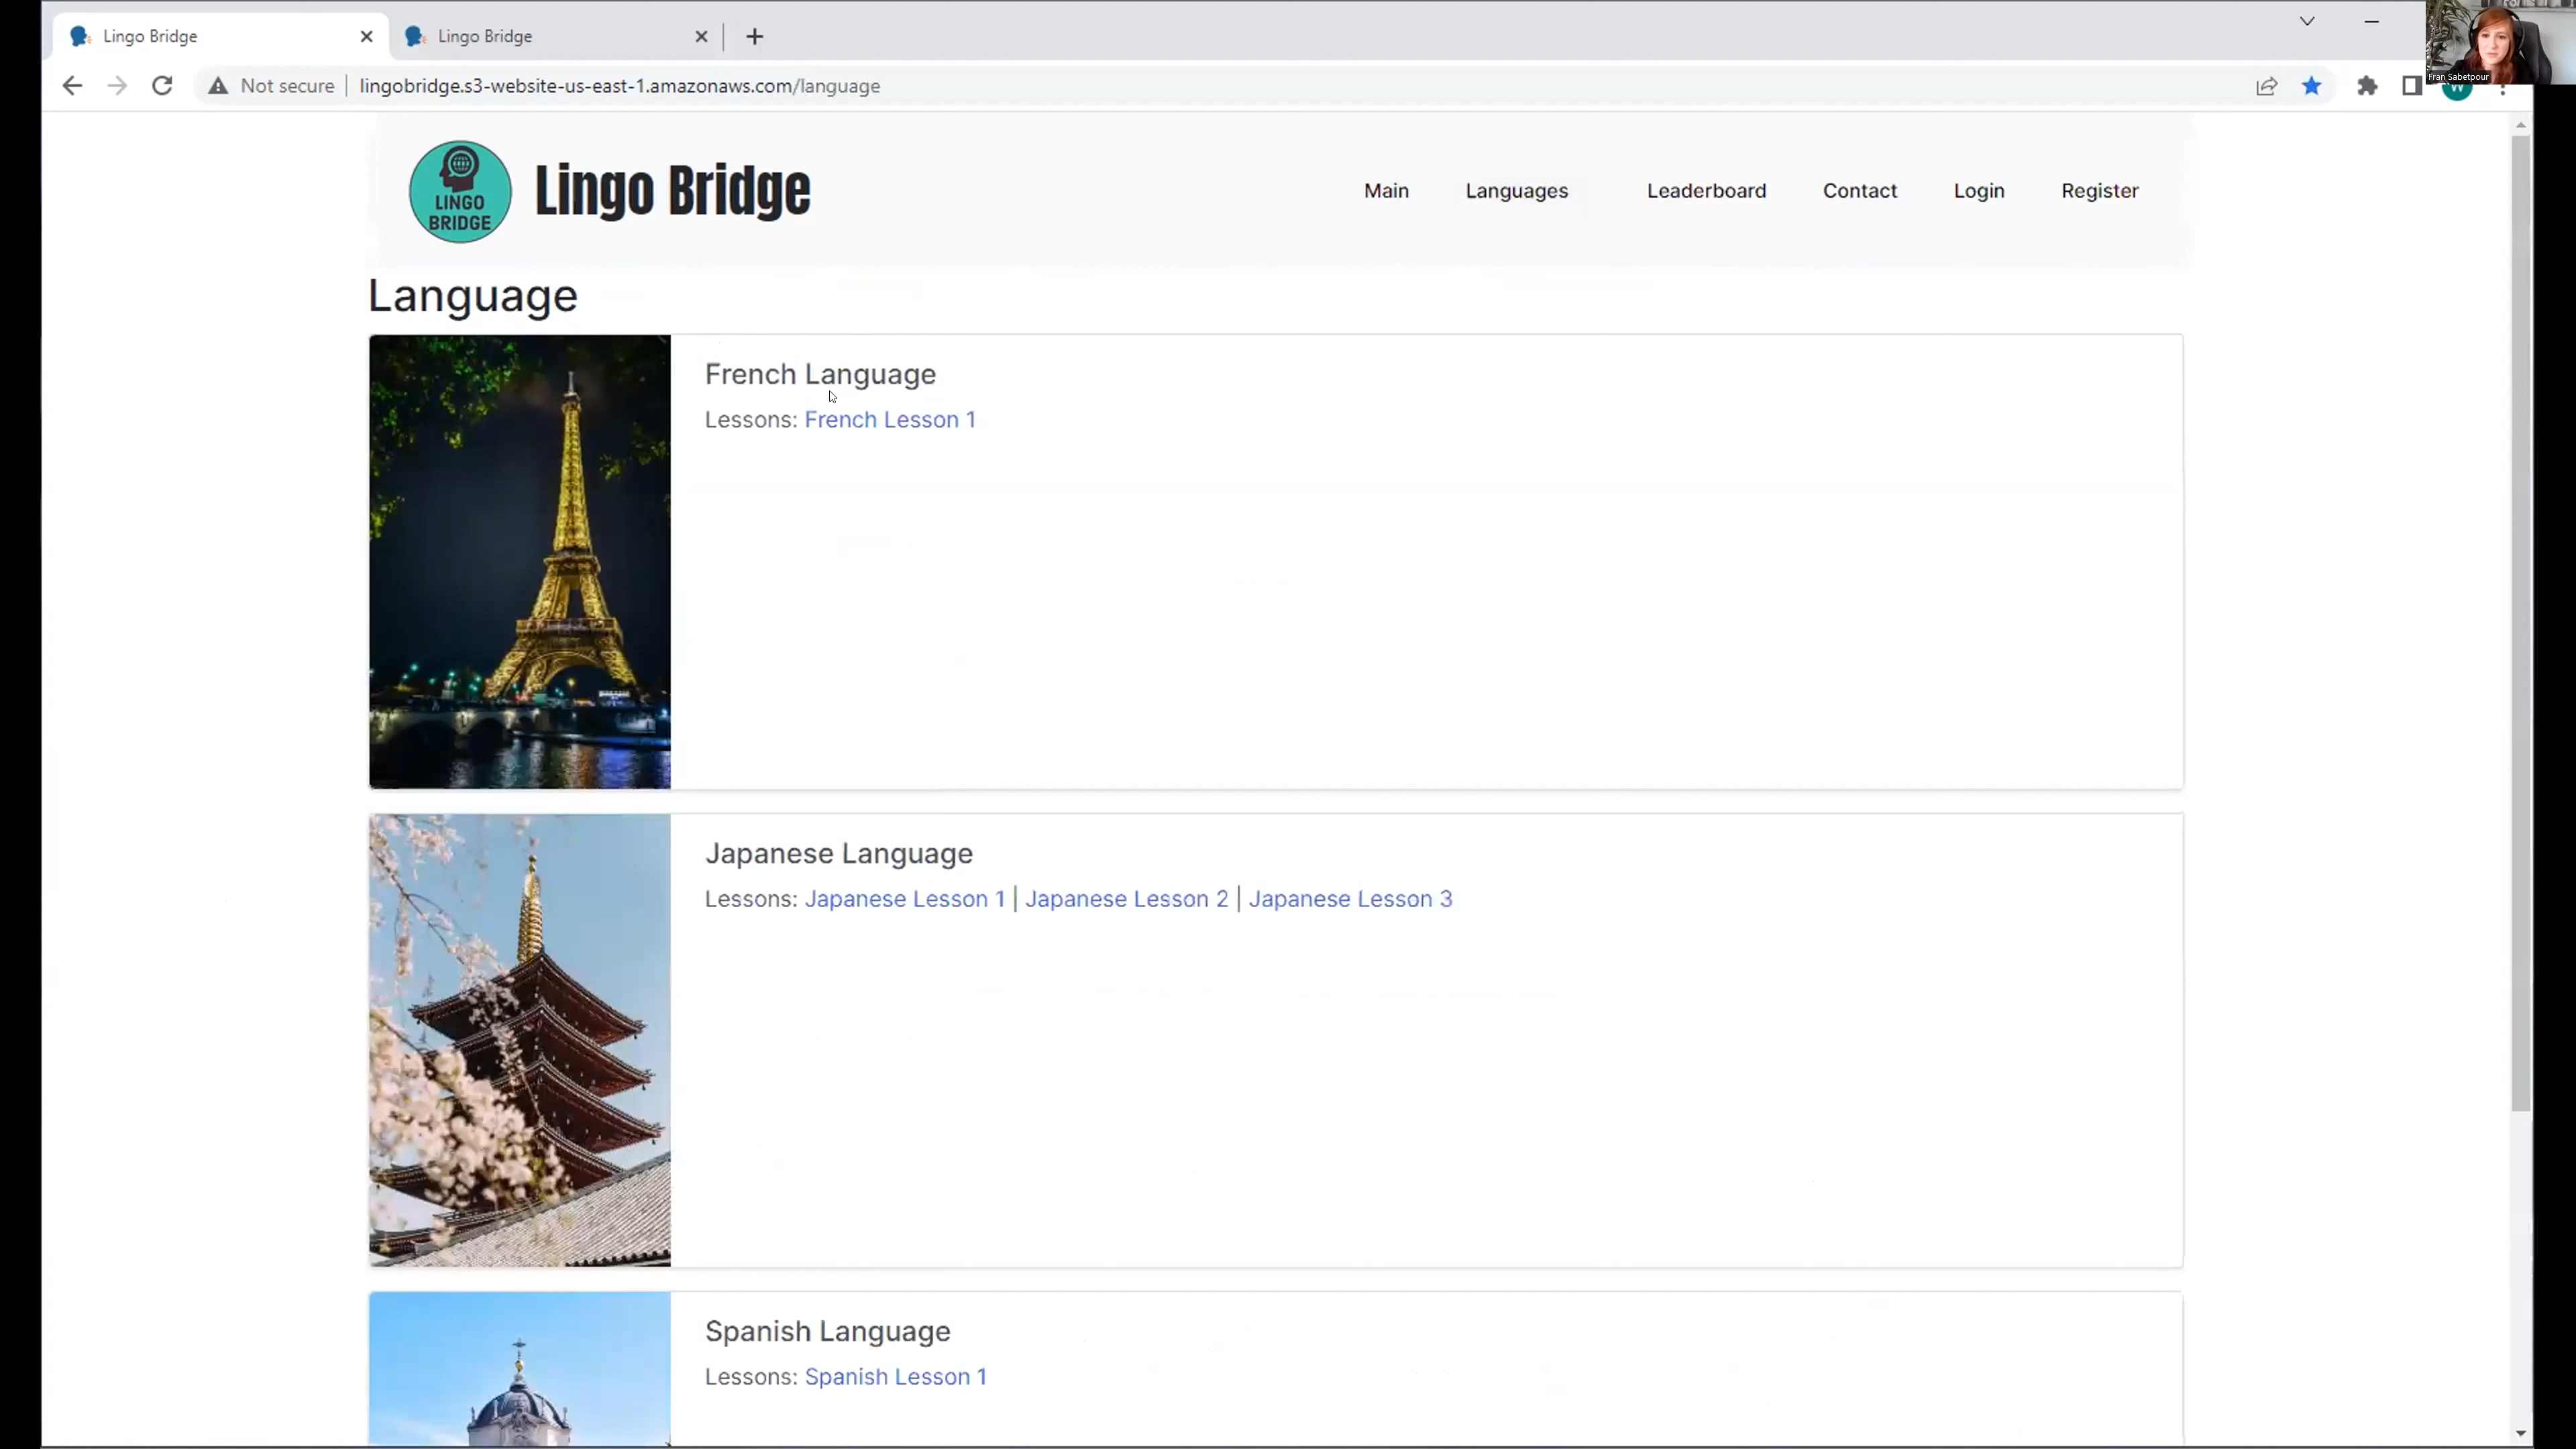 Lingo Bridge
Lingo Bridge
Not secure
lingobridge.s3-website-us-east-1.amazonaws.com/language
W
Fran Sabetpour
LINGO
BRIDGE
Lingo Bridge
Main
Languages
Leaderboard
Contact
Login
Register
Language
French Language
Lessons: French Lesson 1
Japanese Language
Lessons: Japanese Lesson 1 | Japanese Lesson 2 | Japanese Lesson 3
Spanish Language
Lessons: Spanish Lesson 1